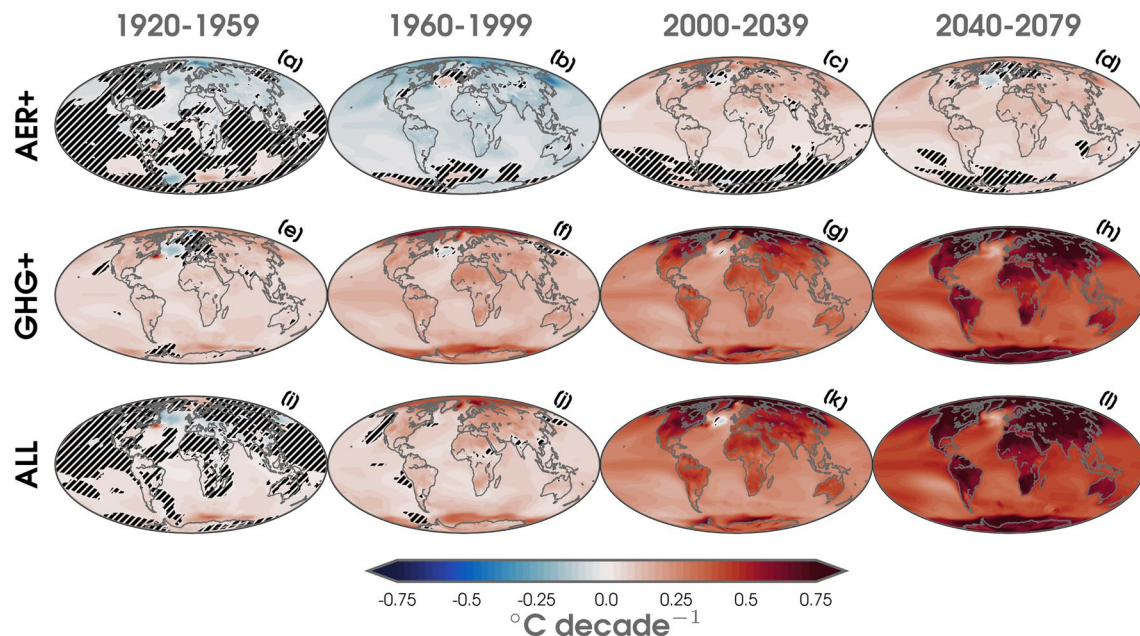 1920-1959 1960-1999 2000-2039 2040-2079
(a) (b) (c) (d)
AER+
(e) (f) (g) (h)
GHG+
(i) (j) (k) (l)
ALL
-0.75 -0.5 -0.25 0.0 0.25 0.5 0.75
°C decade⁻¹